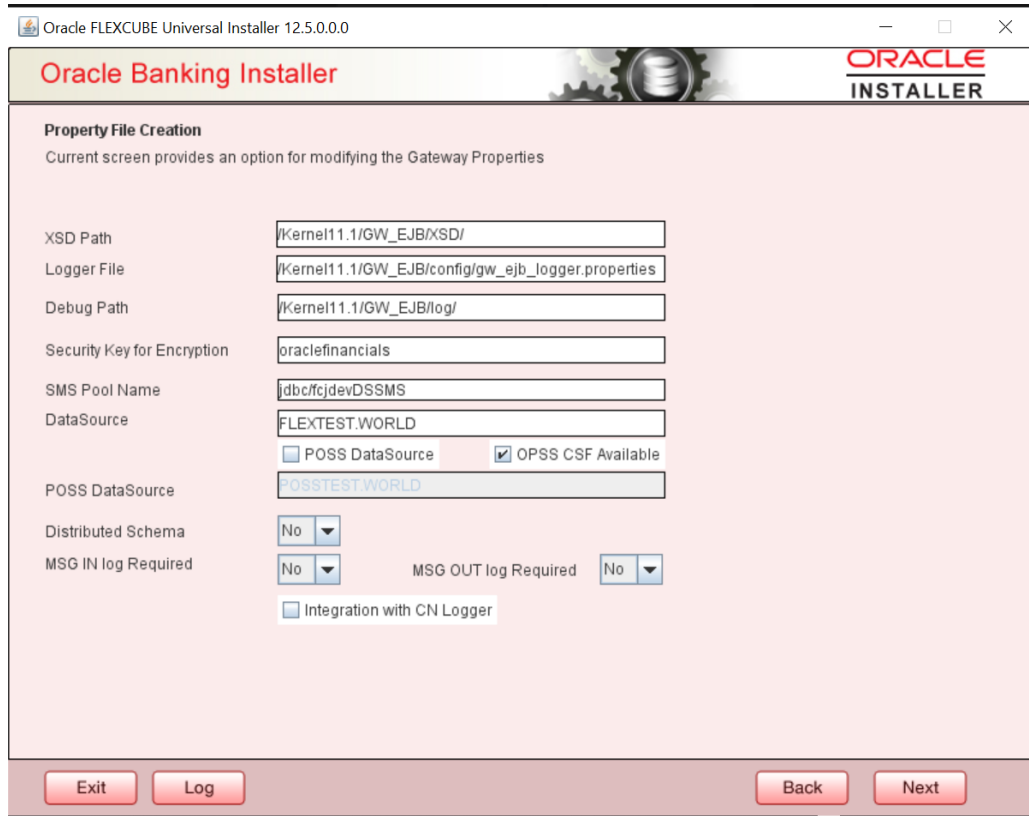 Oracle FLEXCUBE Universal Installer 12.5.0.0.0
Oracle Banking Installer
ORACLE
INSTALLER
Property File Creation
Current screen provides an option for modifying the Gateway Properties
XSD Path /Kernel11.1/GW_EJB/XSD/
Logger File /Kernel11.1/GW_EJB/config/gw_ejb_logger.properties
Debug Path /Kernel11.1/GW_EJB/log/
Security Key for Encryption oraclefinancials
SMS Pool Name jdbc/fcjdevDSSMS
DataSource FLEXTEST.WORLD
POSS DataSource OPSS CSF Available
POSS DataSource POSSTEST.WORLD
Distributed Schema No
MSG IN log Required No MSG OUT log Required No
Integration with CN Logger
Exit Log Back Next